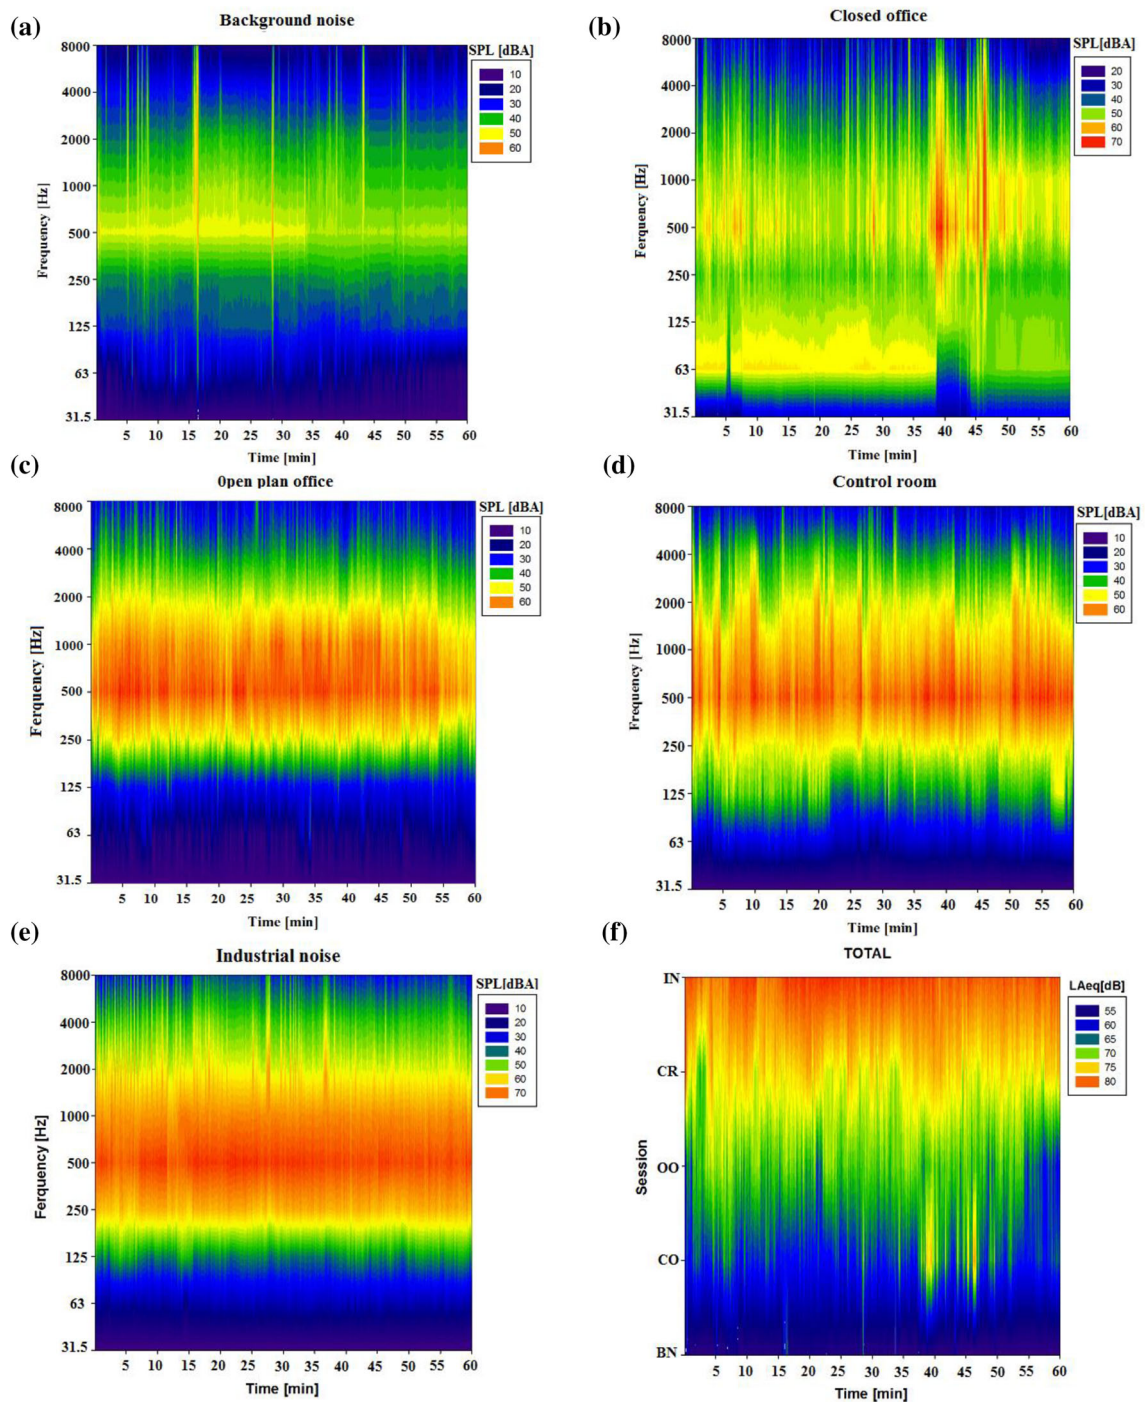 (a)
Background noise
SPL [dBA]
10
20
30
40
50
60
8000
4000
2000
1000
500
250
125
63
31.5
Frequency [Hz]
5 10 15 20 25 30 35 40 45 50 55 60
Time [min]
(b)
Closed office
SPL[dBA]
20
30
40
50
60
70
8000
4000
2000
1000
500
250
125
63
31.5
Ferquency [Hz]
5 10 15 20 25 30 35 40 45 50 55 60
Time [min]
(c)
0pen plan office
SPL [dBA]
10
20
30
40
50
60
8000
4000
2000
1000
500
250
125
63
31.5
Ferquency [Hz]
5 10 15 20 25 30 35 40 45 50 55 60
Time [min]
(d)
Control room
SPL[dBA]
10
20
30
40
50
60
8000
4000
2000
1000
500
250
125
63
31.5
Frequency [Hz]
5 10 15 20 25 30 35 40 45 50 55 60
Time [min]
(e)
Industrial noise
SPL[dBA]
10
20
30
40
50
60
70
8000
4000
2000
1000
500
250
125
63
31.5
Ferquency [Hz]
5 10 15 20 25 30 35 40 45 50 55 60
Time [min]
(f)
TOTAL
LAeq[dB]
55
60
65
70
75
80
IN
CR
OO
CO
BN
Session
5 10 15 20 25 30 35 40 45 50 55 60
Time [min]